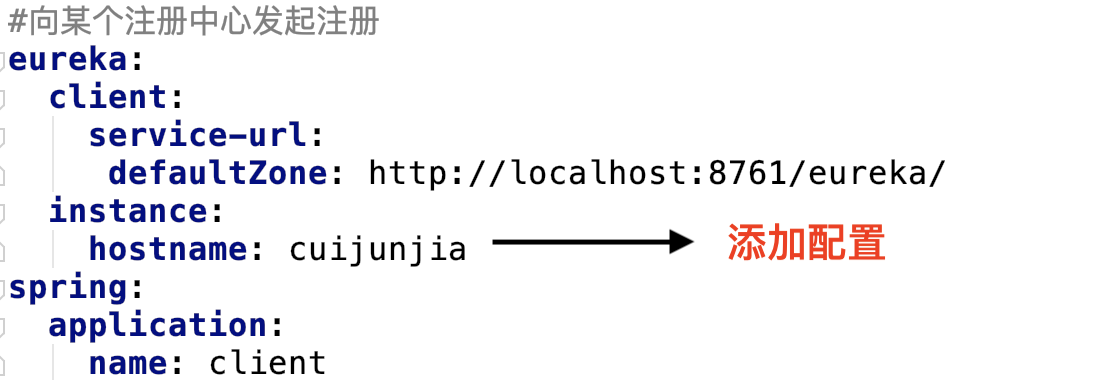 #向某个注册中心发起注册
eureka:
  client:
    service-url:
     defaultZone: http://localhost:8761/eureka/
  instance:
    hostname: cuijunjia 添加配置
spring:
  application:
    name: client